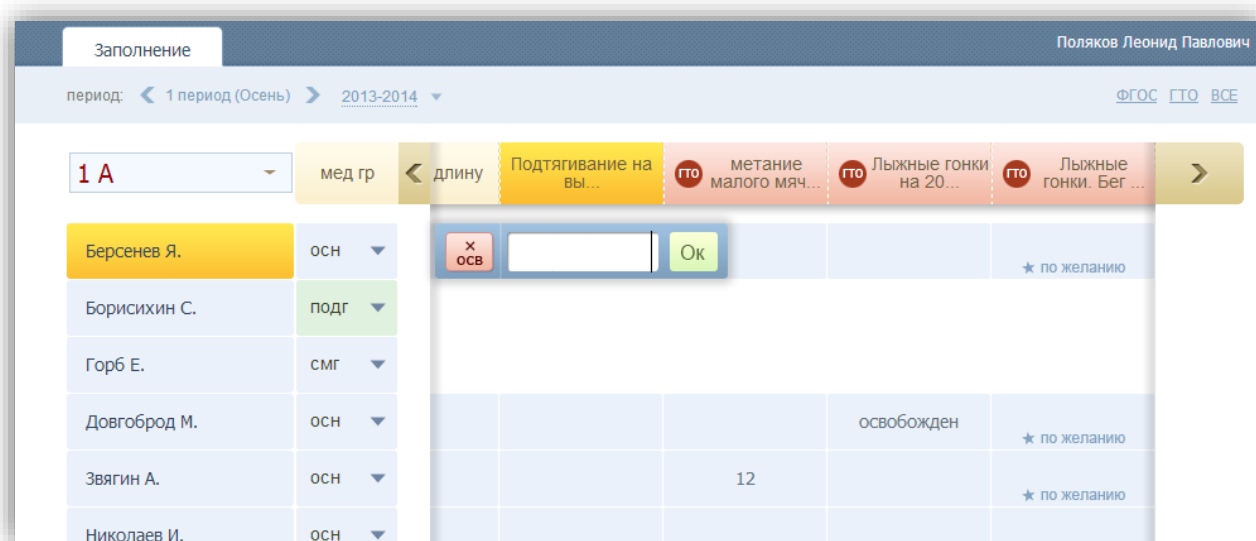 Заполнение
Поляков Леонид Павлович
период: 1 период (Осень) 2013-2014
ФГОС ГТО ВСЕ
1 А
мед гр
длину
Подтягивание на
вы...
ГТО
метание
малого мяч...
ГТО
Лыжные гонки
на 20...
ГТО
Лыжные
гонки. Бег ...
Берсенев Я.
осн
×
осв
Ок
★ по желанию
Борисихин С.
подг
Горб Е.
смг
Довгоброд М.
осн
освобожден
★ по желанию
Звягин А.
осн
12
★ по желанию
Николаев И.
осн